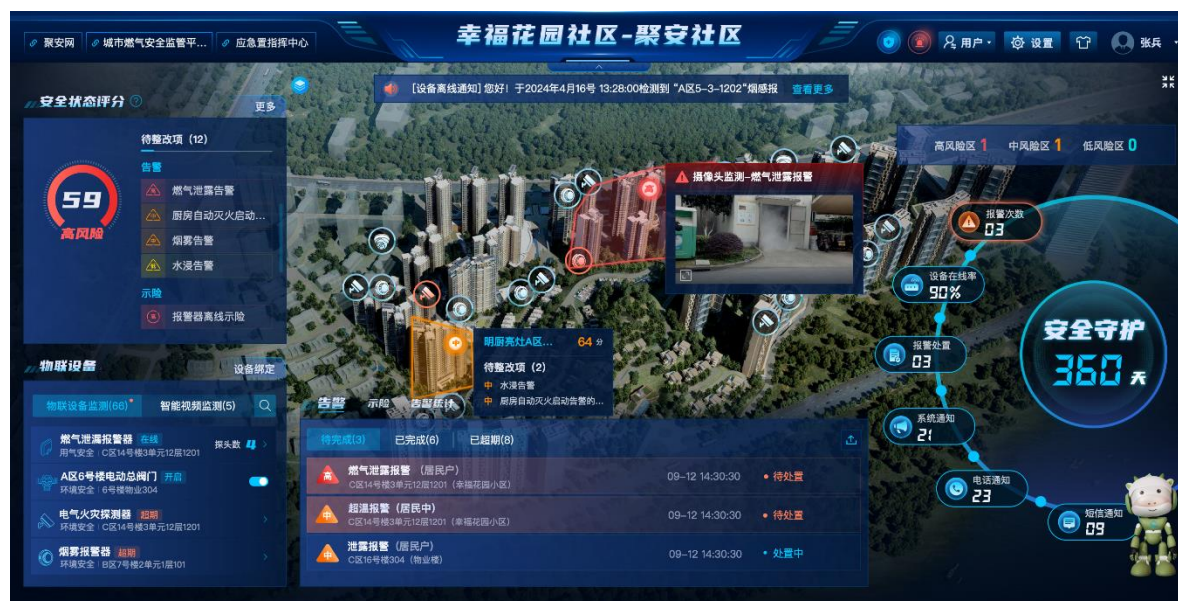 聚安网
城市燃气安全监管平...
应急置指挥中心
幸福花园社区-聚安社区
用户
设置
张兵
安全状态评分
更多
[设备离线通知] 您好！于2024年4月16号 13:28:00检测到 "A区5-3-1202"烟感报
查看更多
高风险区 1
中风险区 1
低风险区 0
59
高风险
待整改项（12）
告警
燃气泄露告警
厨房自动灭火启动...
烟雾告警
水浸告警
示险
报警器离线示险
摄像头监测-燃气泄露报警
明厨亮灶A区...
64 分
待整改项（2）
中 水浸告警
中 厨房自动灭火启动告警的...
报警次数
03
设备在线率
90%
报警处置
03
系统通知
21
电话通知
23
短信通知
09
安全守护
360 天
物联设备
设备绑定
物联设备监测(66)
智能视频监测(5)
燃气泄漏报警器 在线
用气安全 | C区14号楼3单元12层1201
探头数 4
A区6号楼电动总阀门 开启
环境安全 | 6号楼物业304
电气火灾探测器 超期
环境安全 | C区14号楼3单元12层1201
烟雾报警器 超期
环境安全 | B区7号楼2单元1层101
告警
示险
告警统计
待完成(3)
已完成(6)
已超期(8)
高
燃气泄露报警（居民户）
C区14号楼3单元12层1201（幸福花园小区）
09-12 14:30:30
待处置
中
超温报警（居民中）
C区14号楼3单元12层1201（幸福花园小区）
09-12 14:30:30
待处置
中
泄露报警（居民户）
C区16号楼304（物业楼）
09-12 14:30:30
处置中